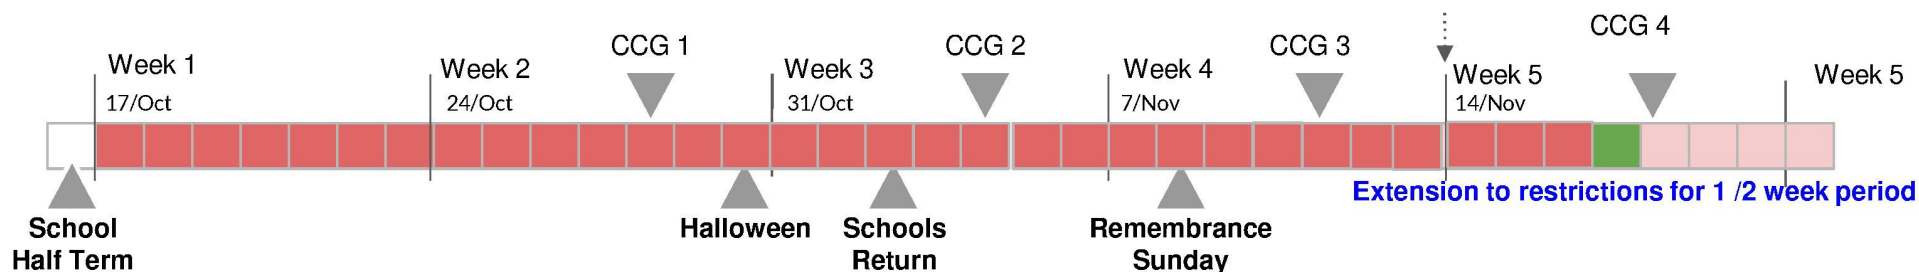 CCG 1
CCG 2
CCG 3
CCG 4
Week 1
Week 2
Week 3
Week 4
Week 5
Week 5
17/Oct
24/Oct
31/Oct
7/Nov
14/Nov
Extension to restrictions for 1 /2 week period
School
Half Term
Halloween
Schools
Return
Remembrance
Sunday